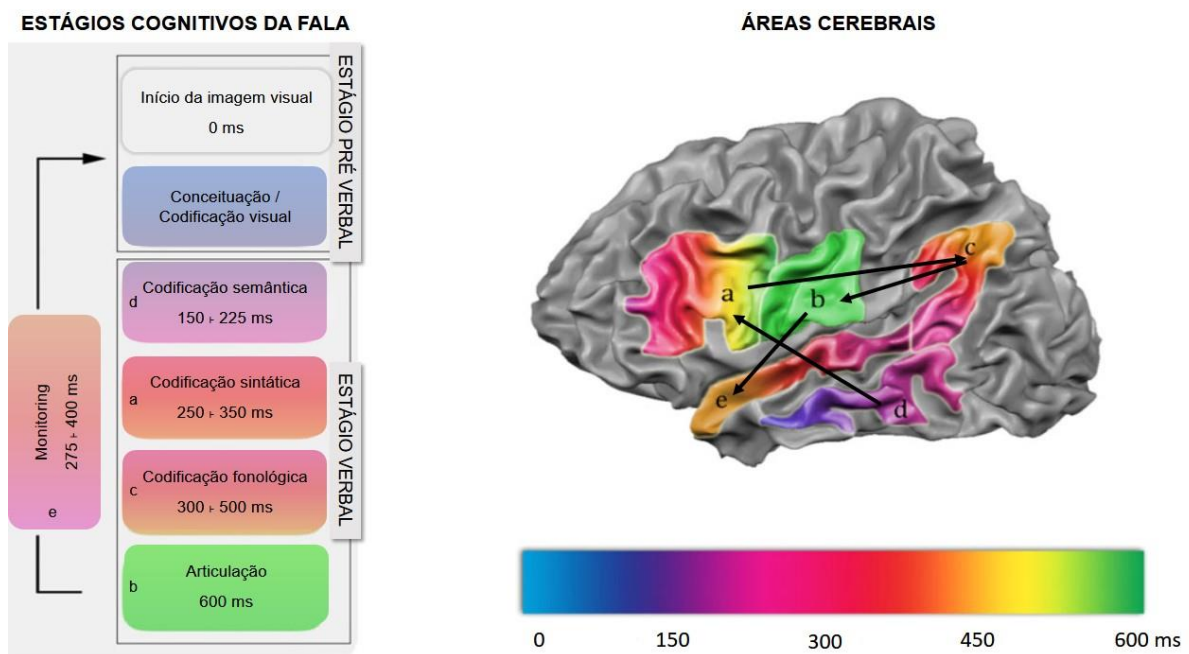 ESTÁGIOS COGNITIVOS DA FALA
ESTÁGIO PRÉ VERBAL
Início da imagem visual
0 ms
Conceituação /
Codificação visual
ESTÁGIO VERBAL
d
Codificação semântica
150 ⊦ 225 ms
a
Codificação sintática
250 ⊦ 350 ms
c
Codificação fonológica
300 ⊦ 500 ms
b
Articulação
600 ms
Monitoring
275 ⊦ 400 ms
e
ÁREAS CEREBRAIS
a
b
c
d
e
0 150 300 450 600 ms